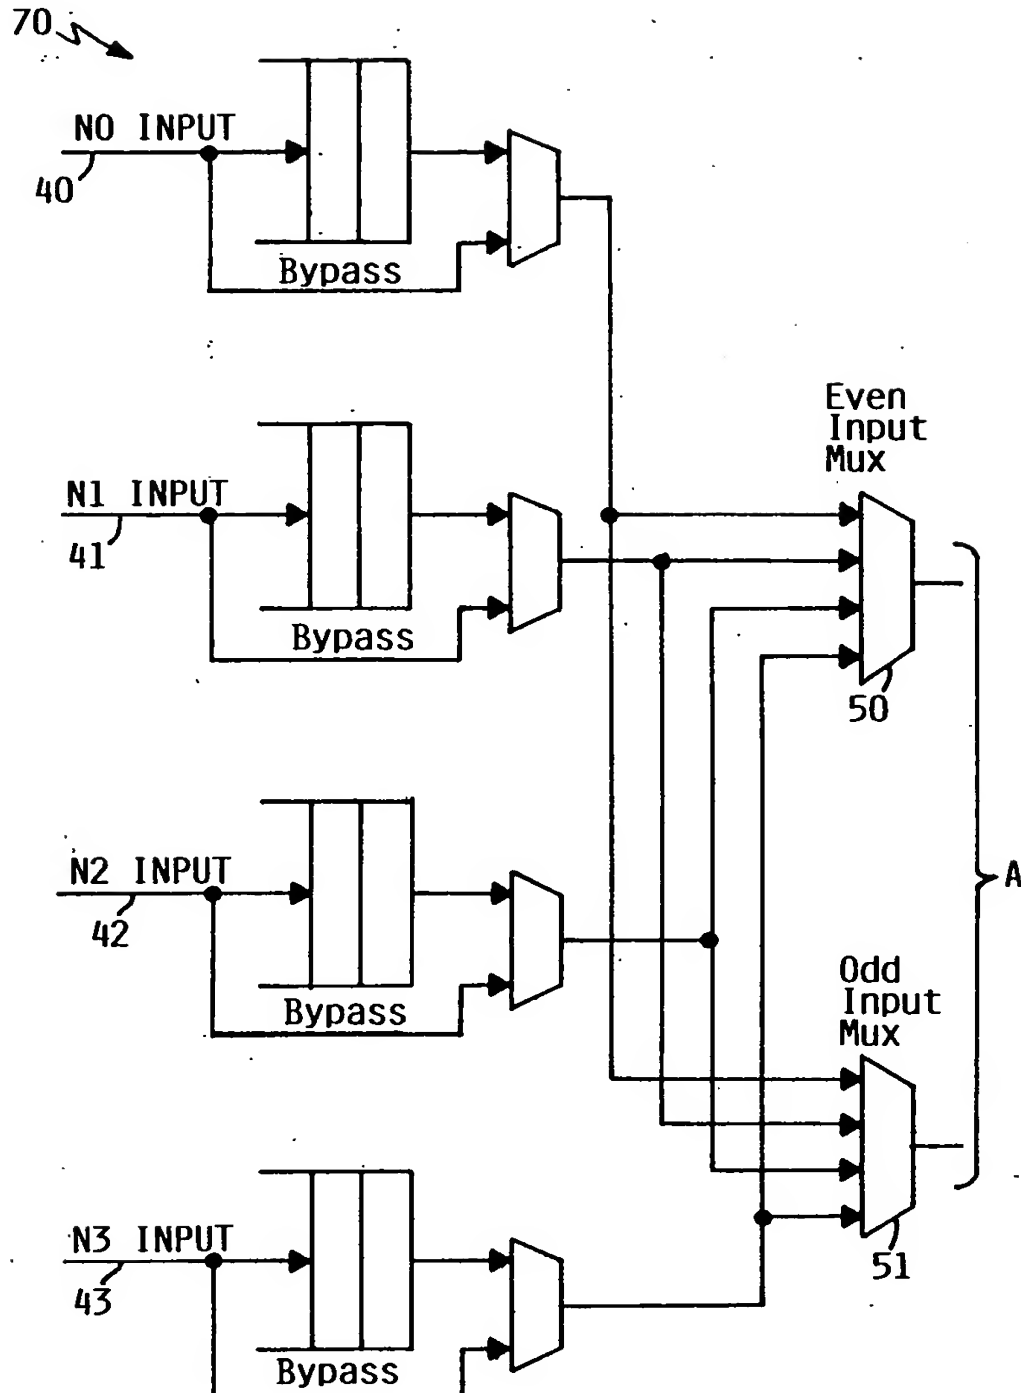 70
N0 INPUT
40
Bypass
N1 INPUT
41
Bypass
Even
Input
Mux
50
N2 INPUT
42
Bypass
A
Odd
Input
Mux
51
N3 INPUT
43
Bypass